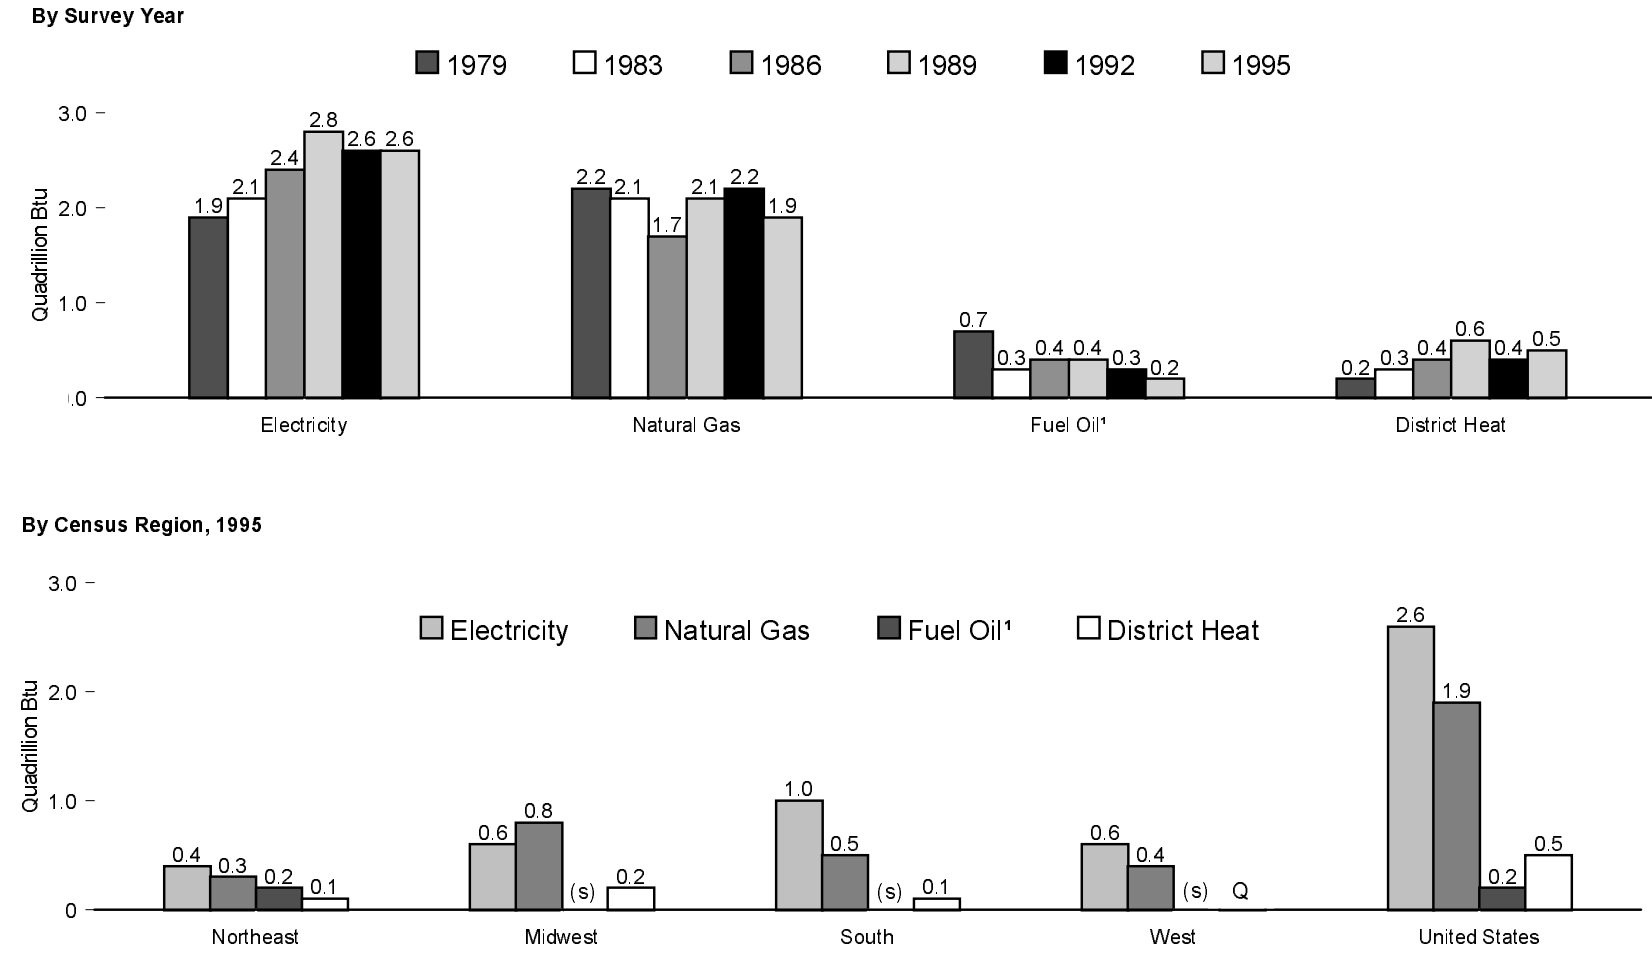 By Survey Year
1979 1983 1986 1989 1992 1995
3.0
2.0
1.0
.0
Quadrillion Btu
1.9 2.1 2.4 2.8 2.6 2.6
2.2 2.1 1.7 2.1 2.2 1.9
0.7 0.3 0.4 0.4 0.3 0.2
0.2 0.3 0.4 0.6 0.4 0.5
Electricity Natural Gas Fuel Oil¹ District Heat
By Census Region, 1995
Electricity Natural Gas Fuel Oil¹ District Heat
3.0
2.0
1.0
0
Quadrillion Btu
0.4 0.3 0.2 0.1
0.6 0.8 (s) 0.2
1.0 0.5 (s) 0.1
0.6 0.4 (s) Q
2.6 1.9 0.2 0.5
Northeast Midwest South West United States